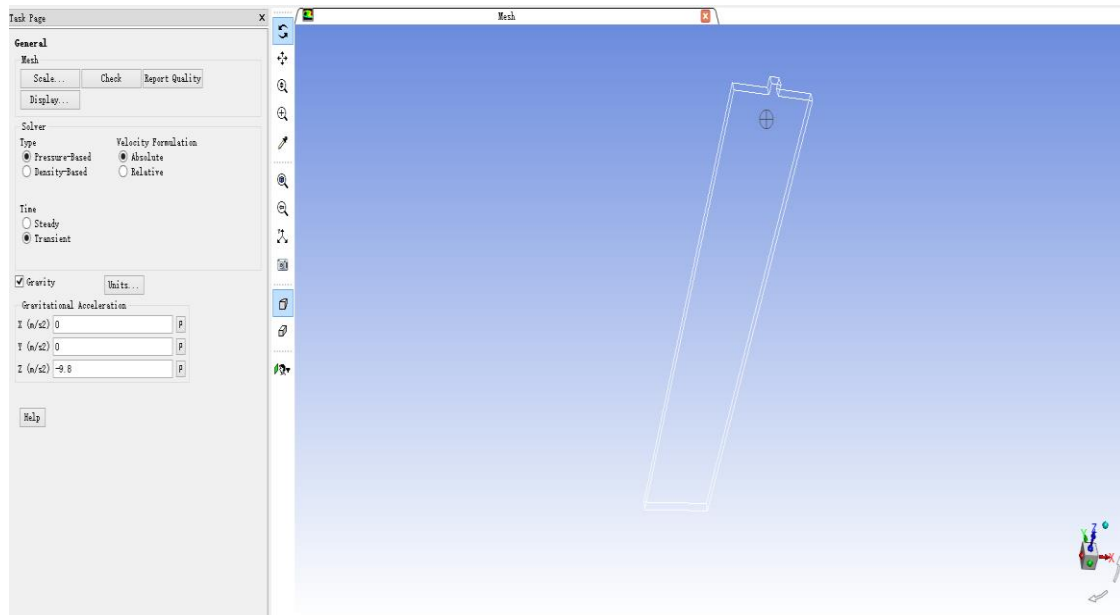 Task Page X
General
Mesh
Scale... Check Report Quality
Display...
Solver
Type Velocity Formulation
Pressure-Based Absolute
Density-Based Relative
Time
Steady
Transient
Gravity Units...
Gravitational Acceleration
X (m/s2) 0 P
Y (m/s2) 0 P
Z (m/s2) -9.8 P
Help
Mesh
Y Z
X